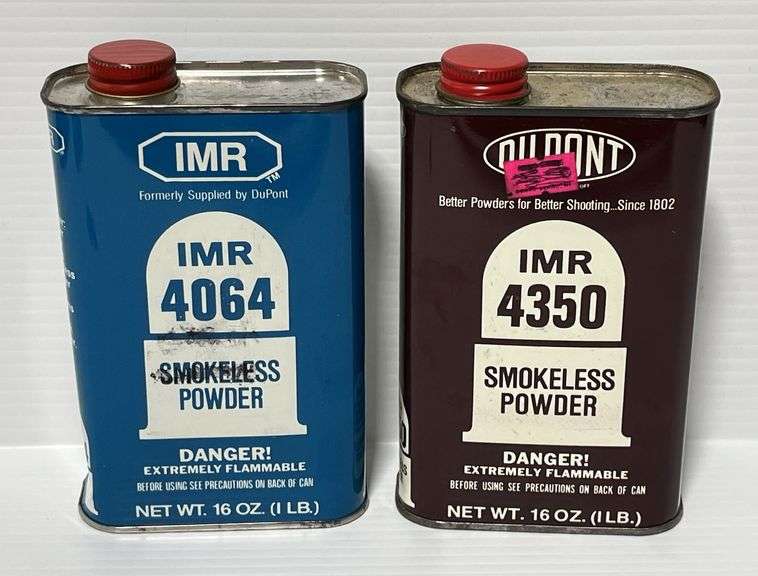 IMR
TM
Formerly Supplied by DuPont
IMR
4064
SMOKELESS
POWDER
DANGER!
EXTREMELY FLAMMABLE
BEFORE USING SEE PRECAUTIONS ON BACK OF CAN
NET WT. 16 OZ. (1 LB.)
DU PONT
Better Powders for Better Shooting...Since 1802
IMR
4350
SMOKELESS
POWDER
DANGER!
EXTREMELY FLAMMABLE
BEFORE USING SEE PRECAUTIONS ON BACK OF CAN
NET WT. 16 OZ. (1 LB.)